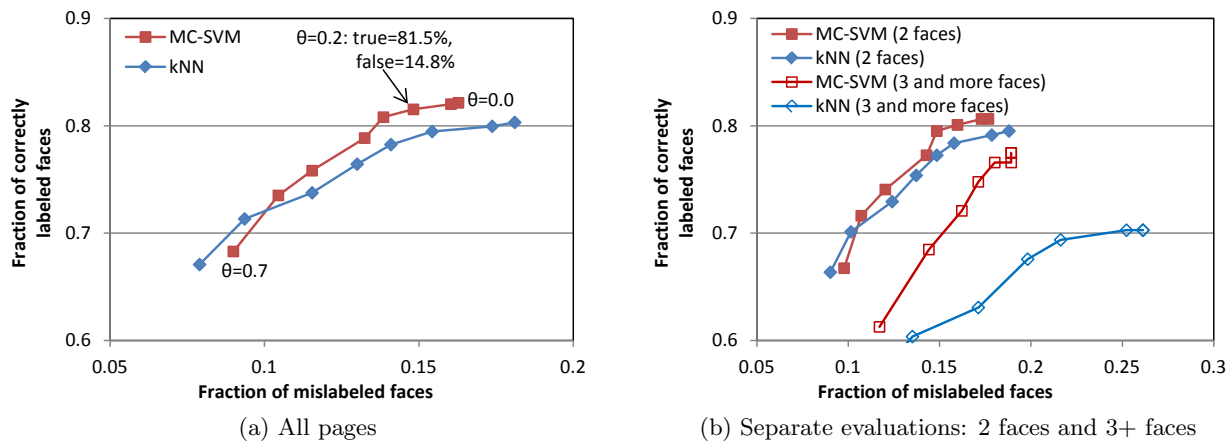 0.9
0.8
0.7
0.6
0.05
0.1
0.15
0.2
Fraction of correctly
labeled faces
Fraction of mislabeled faces
MC-SVM
kNN
θ=0.2: true=81.5%,
false=14.8%
θ=0.0
θ=0.7
(a) All pages
0.9
0.8
0.7
0.6
0.05
0.1
0.15
0.2
0.25
0.3
Fraction of correctly
labeled faces
Fraction of mislabeled faces
MC-SVM (2 faces)
kNN (2 faces)
MC-SVM (3 and more faces)
kNN (3 and more faces)
(b) Separate evaluations: 2 faces and 3+ faces